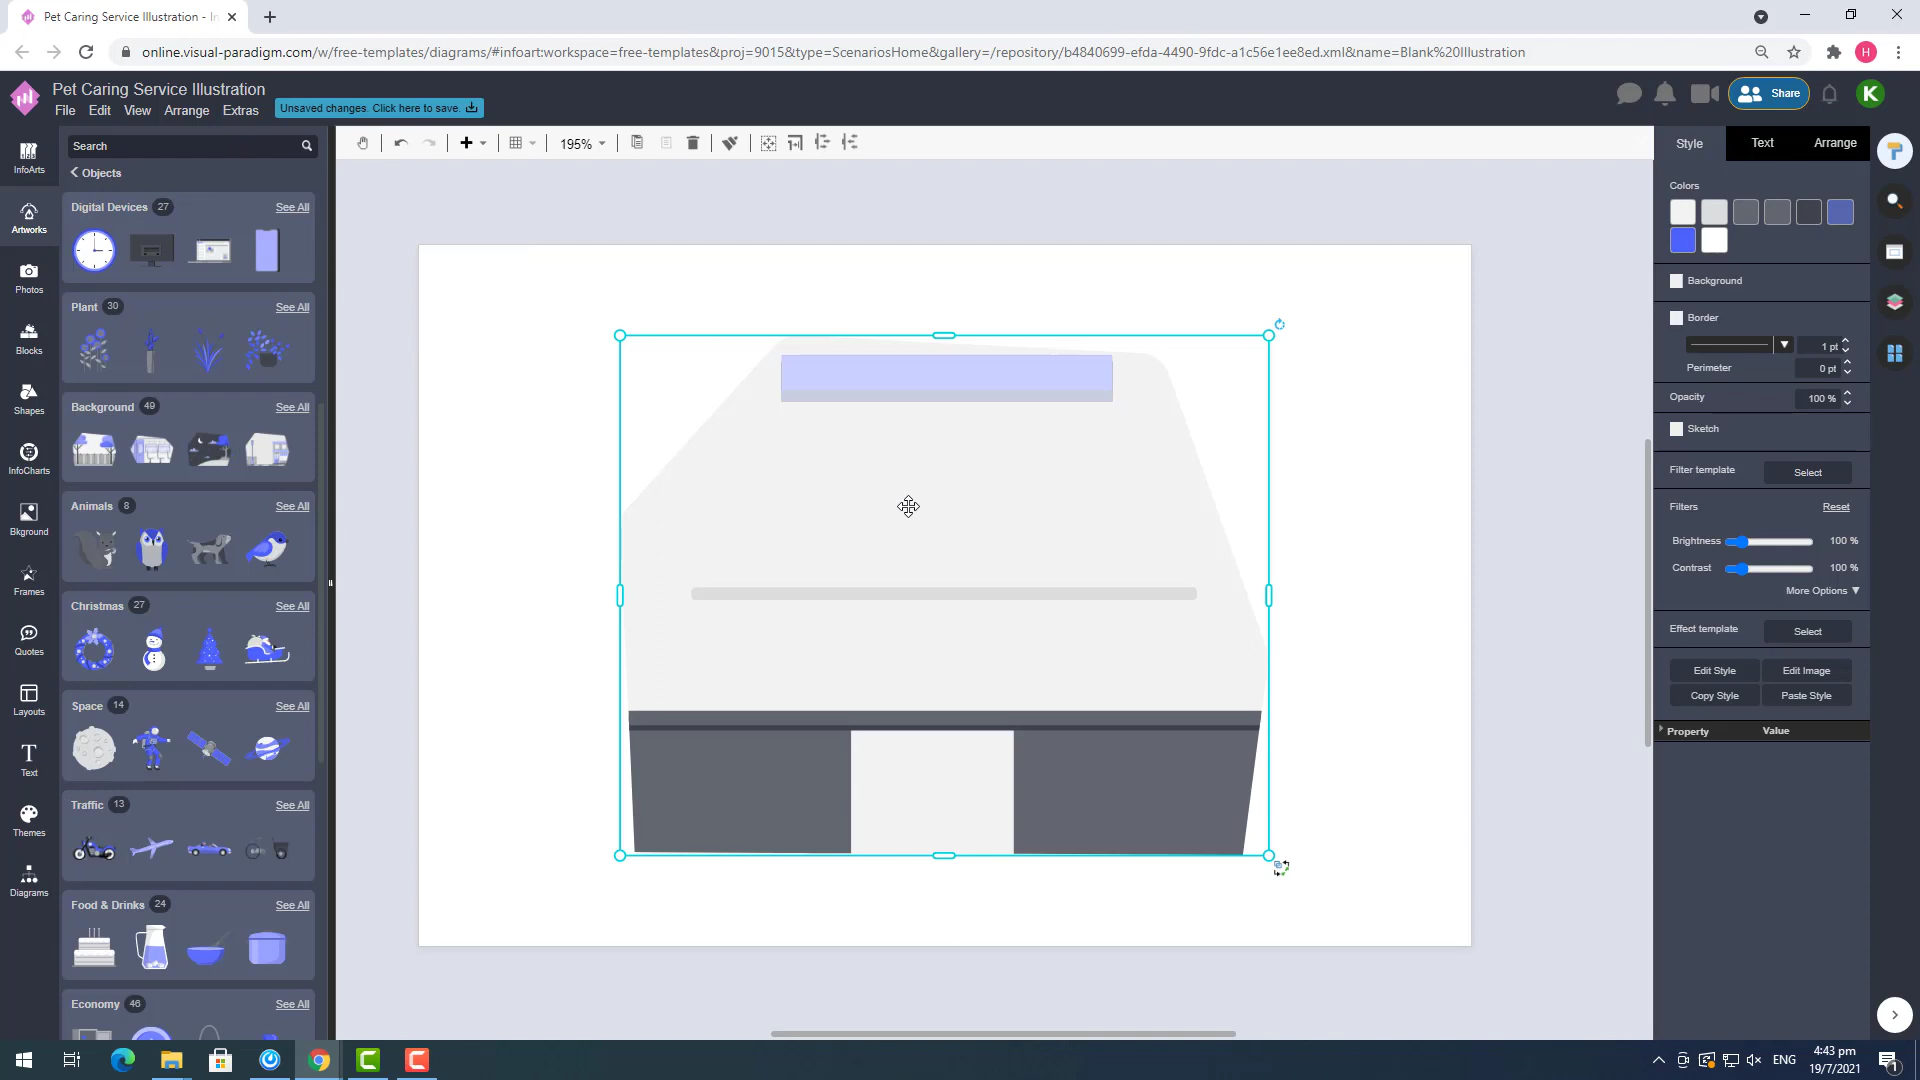 Pet Caring Service Illustration - In
online.visual-paradigm.com/w/free-templates/diagrams/#infoart:workspace=free-templates&proj=9015&type=ScenariosHome&gallery=/repository/b4840699-efda-4490-9fdc-a1c56e1ee8ed.xml&name=Blank%20Illustration
H
Pet Caring Service Illustration
File Edit View Arrange Extras
Unsaved changes. Click here to save.
Share
K
InfoArts
Artworks
Photos
Blocks
Shapes
InfoCharts
Bkground
Frames
Quotes
Layouts
Text
Themes
Diagrams
Search
Objects
Digital Devices 27 See All
Plant 30 See All
Background 49 See All
Animals 8 See All
Christmas 27 See All
Space 14 See All
Traffic 13 See All
Food & Drinks 24 See All
Economy 46 See All
195%
Style Text Arrange
Colors
Background
Border
1 pt
Perimeter 0 pt
Opacity 100 %
Sketch
Filter template Select
Filters Reset
Brightness 100 %
Contrast 100 %
More Options
Effect template Select
Edit Style Edit Image
Copy Style Paste Style
Property Value
ENG
4:43 pm
19/7/2021
1